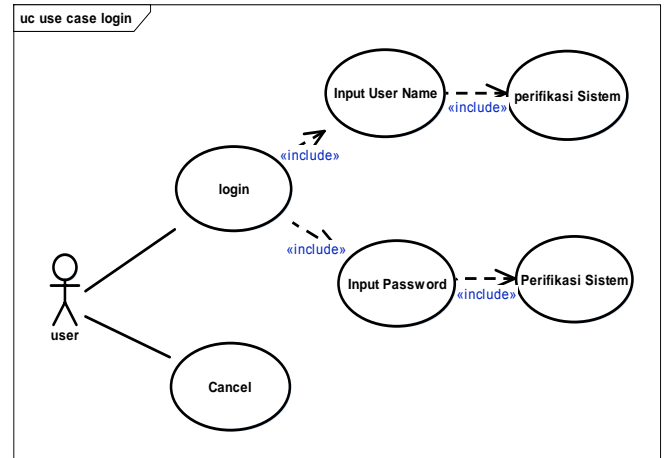 uc use case login
Input User Name
«include»
perifikasi Sistem
«include»
login
«include»
Input Password
«include»
Perifikasi Sistem
user
Cancel